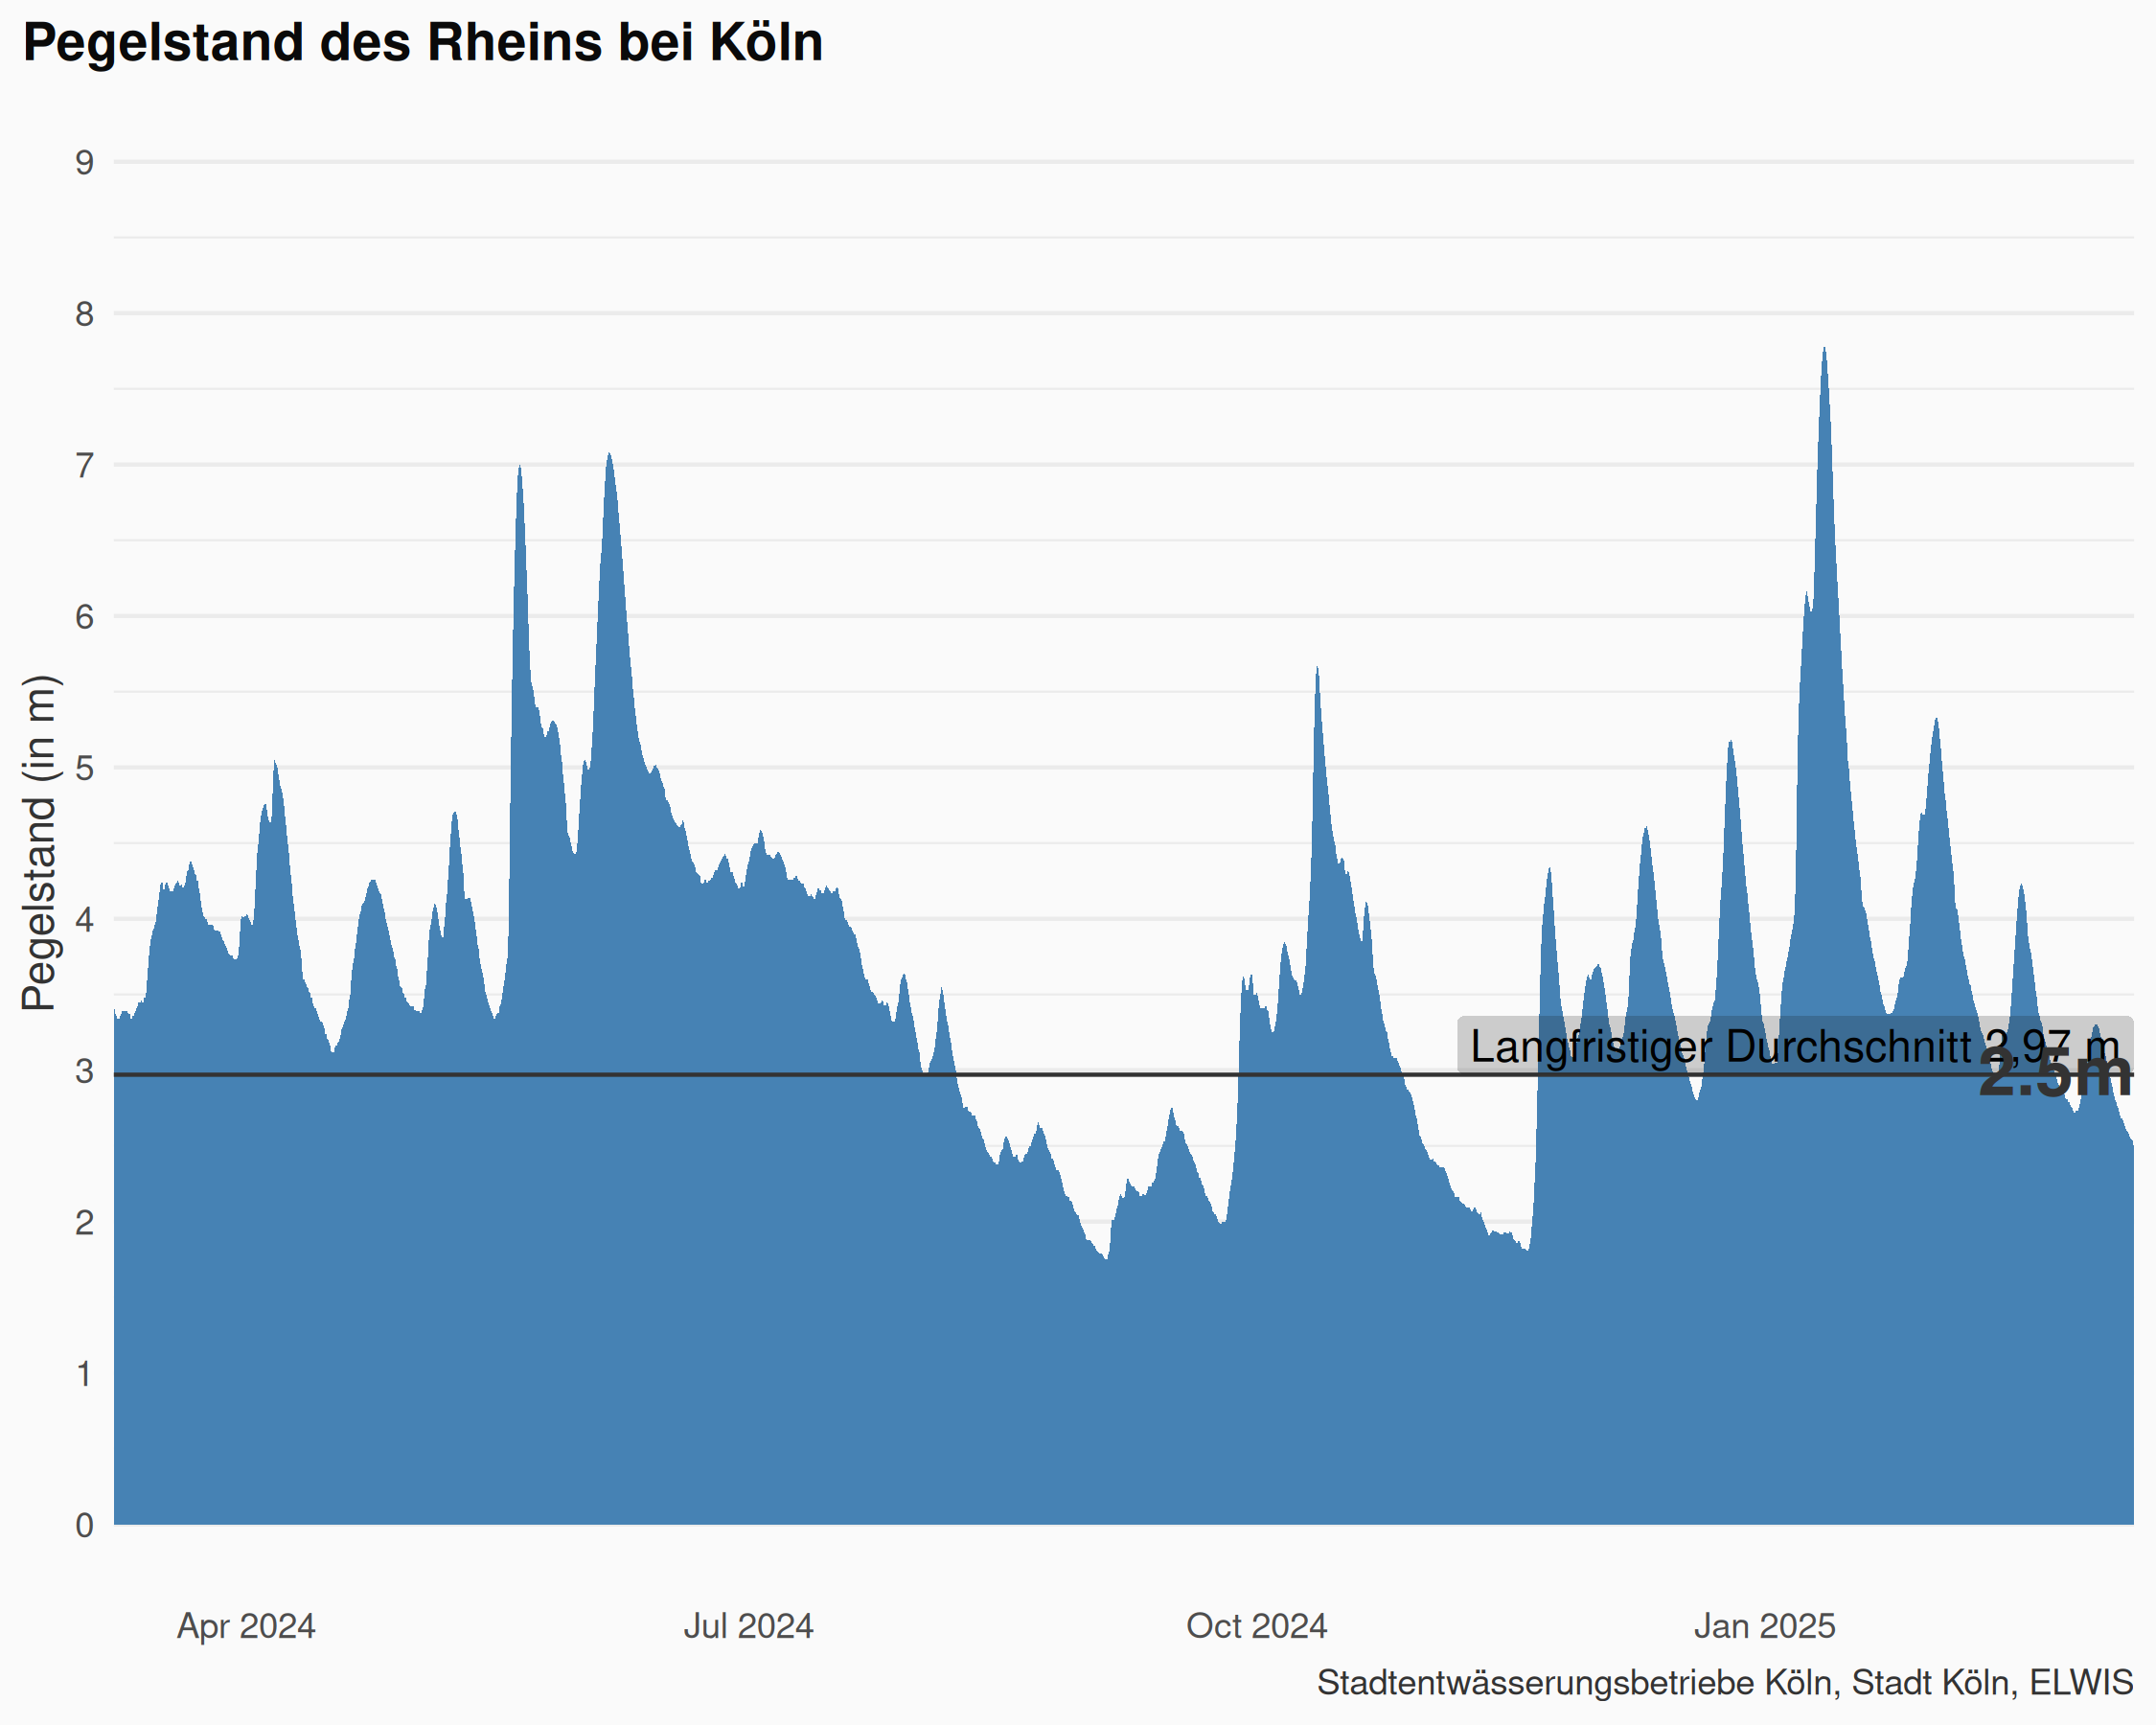 Pegelstand des Rheins bei Köln
Pegelstand (in m)
9
8
7
6
5
4
3
2
1
0
Langfristiger Durchschnitt 2,97 m
2.5m
Apr 2024
Jul 2024
Oct 2024
Jan 2025
Stadtentwässerungsbetriebe Köln, Stadt Köln, ELWIS